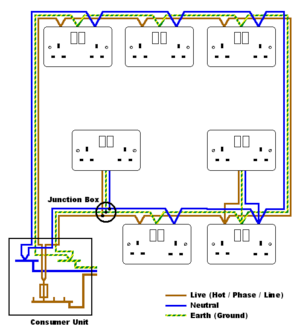 Junction Box
Live (Hot / Phase / Line)
Neutral
Earth (Ground)
Consumer Unit